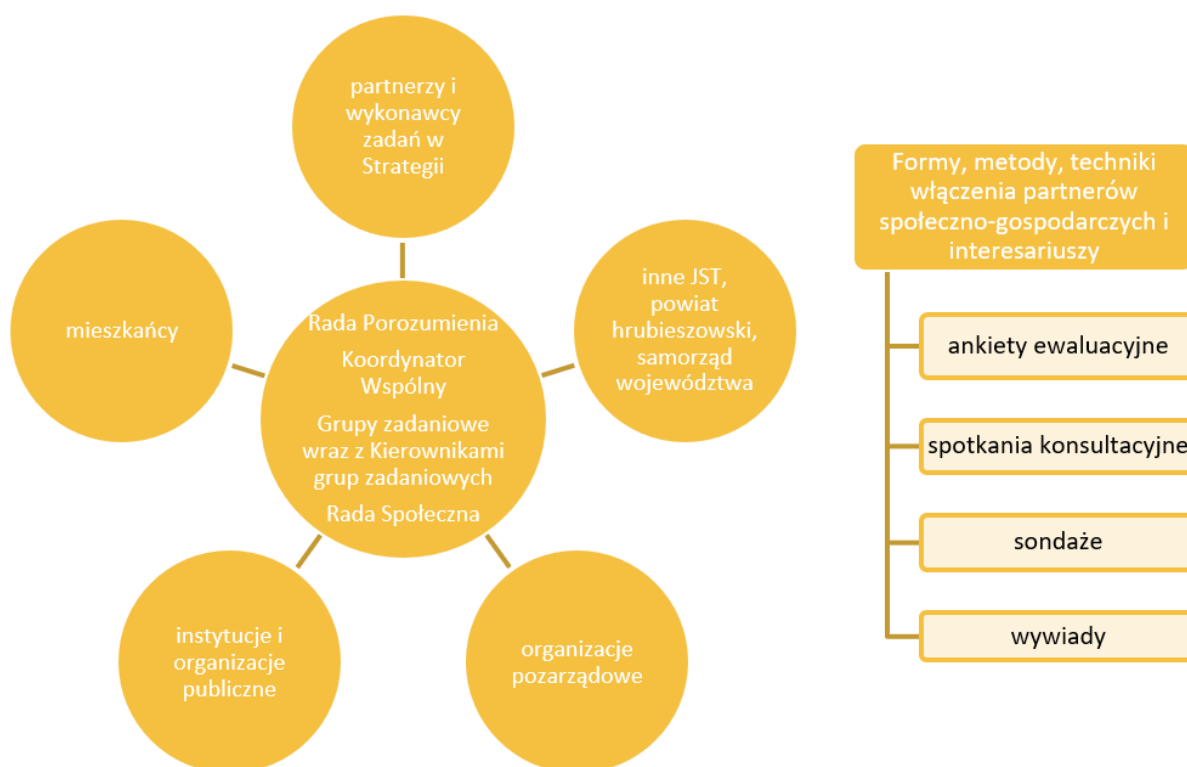 partnerzy i
wykonawcy
zadań w
Strategii
inne JST,
powiat
hrubieszowski,
samorząd
województwa
organizacje
pozarządowe
instytucje i
organizacje
publiczne
mieszkańcy
Rada Porozumienia
Koordynator
Wspólny
Grupy zadaniowe
wraz z Kierownikami
grup zadaniowych
Rada Społeczna
Formy, metody, techniki
włączenia partnerów
społeczno-gospodarczych i
interesariuszy
ankiety ewaluacyjne
spotkania konsultacyjne
sondaże
wywiady